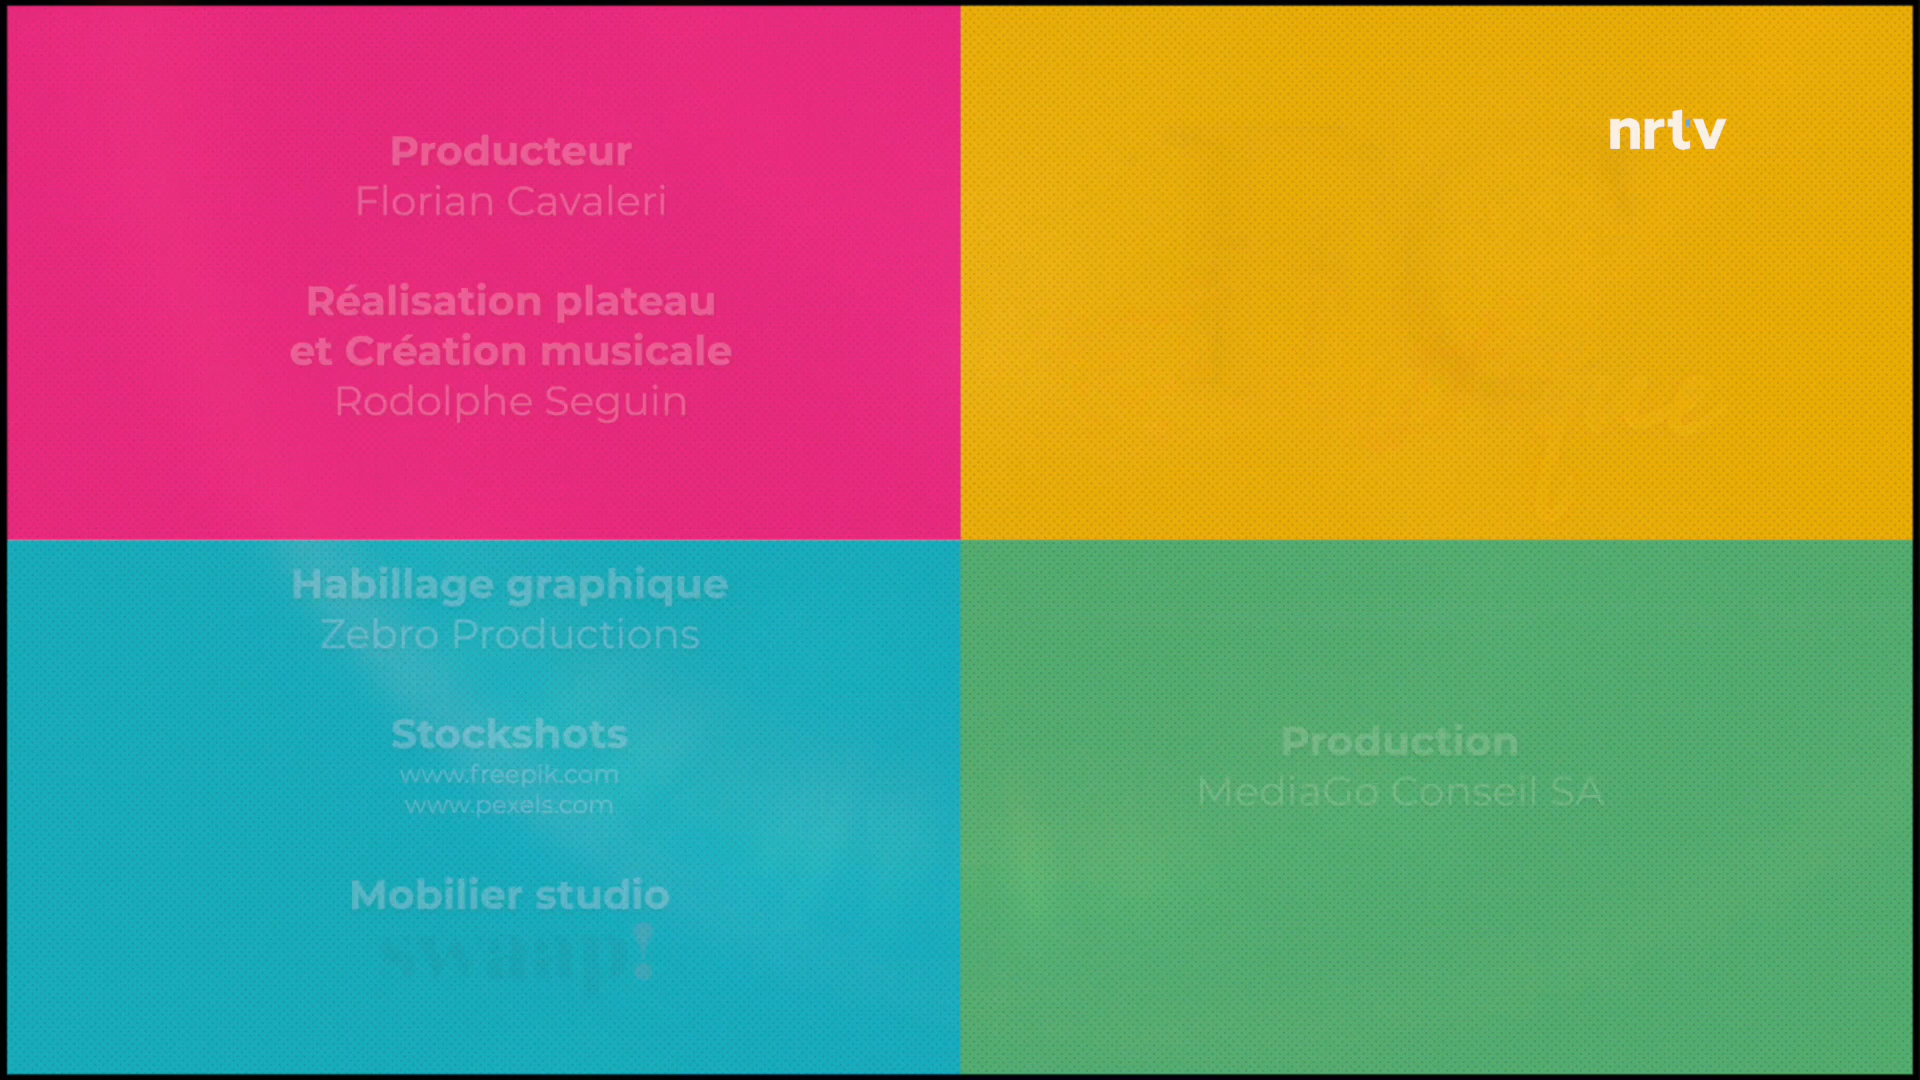 Producteur
Florian Cavaleri
Réalisation plateau
et Création musicale
Rodolphe Seguin
nrtv
Habillage graphique
Zebro Productions
Stockshots
www.freepik.com
www.pexels.com
Mobilier studio
swaap!
Production
MediaGo Conseil SA